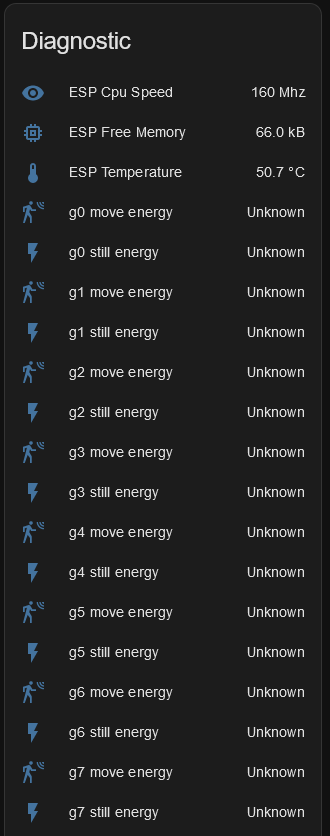 Diagnostic
ESP Cpu Speed 160 Mhz
ESP Free Memory 66.0 kB
ESP Temperature 50.7 °C
g0 move energy Unknown
g0 still energy Unknown
g1 move energy Unknown
g1 still energy Unknown
g2 move energy Unknown
g2 still energy Unknown
g3 move energy Unknown
g3 still energy Unknown
g4 move energy Unknown
g4 still energy Unknown
g5 move energy Unknown
g5 still energy Unknown
g6 move energy Unknown
g6 still energy Unknown
g7 move energy Unknown
g7 still energy Unknown